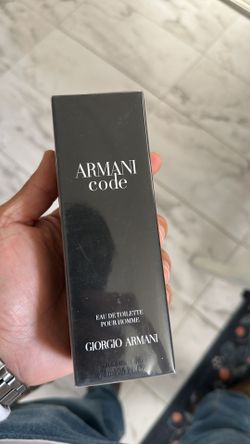 ARMANI
code
EAU DE TOILETTE
POUR HOMME
GIORGIO ARMANI